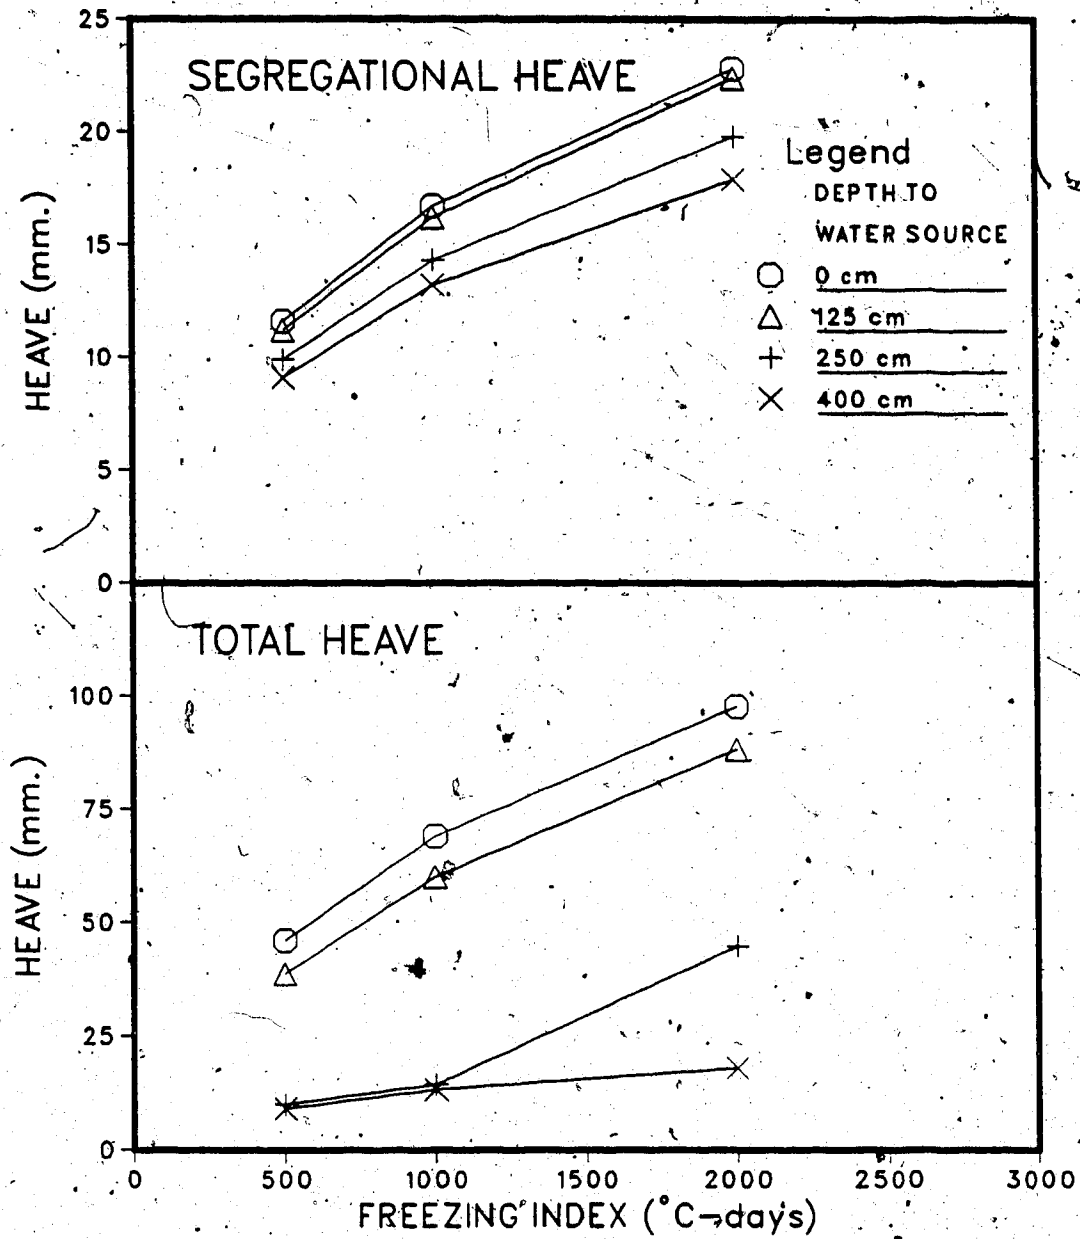 25
SEGREGATIONAL HEAVE
20
Legend
DEPTH TO
WATER SOURCE
0 cm
125 cm
250 cm
400 cm
15
10
5
0
HEAVE (mm.)
TOTAL HEAVE
100
75
50
25
0
HEAVE (mm.)
0 500 1000 1500 2000 2500 3000
FREEZING INDEX (°C-days)